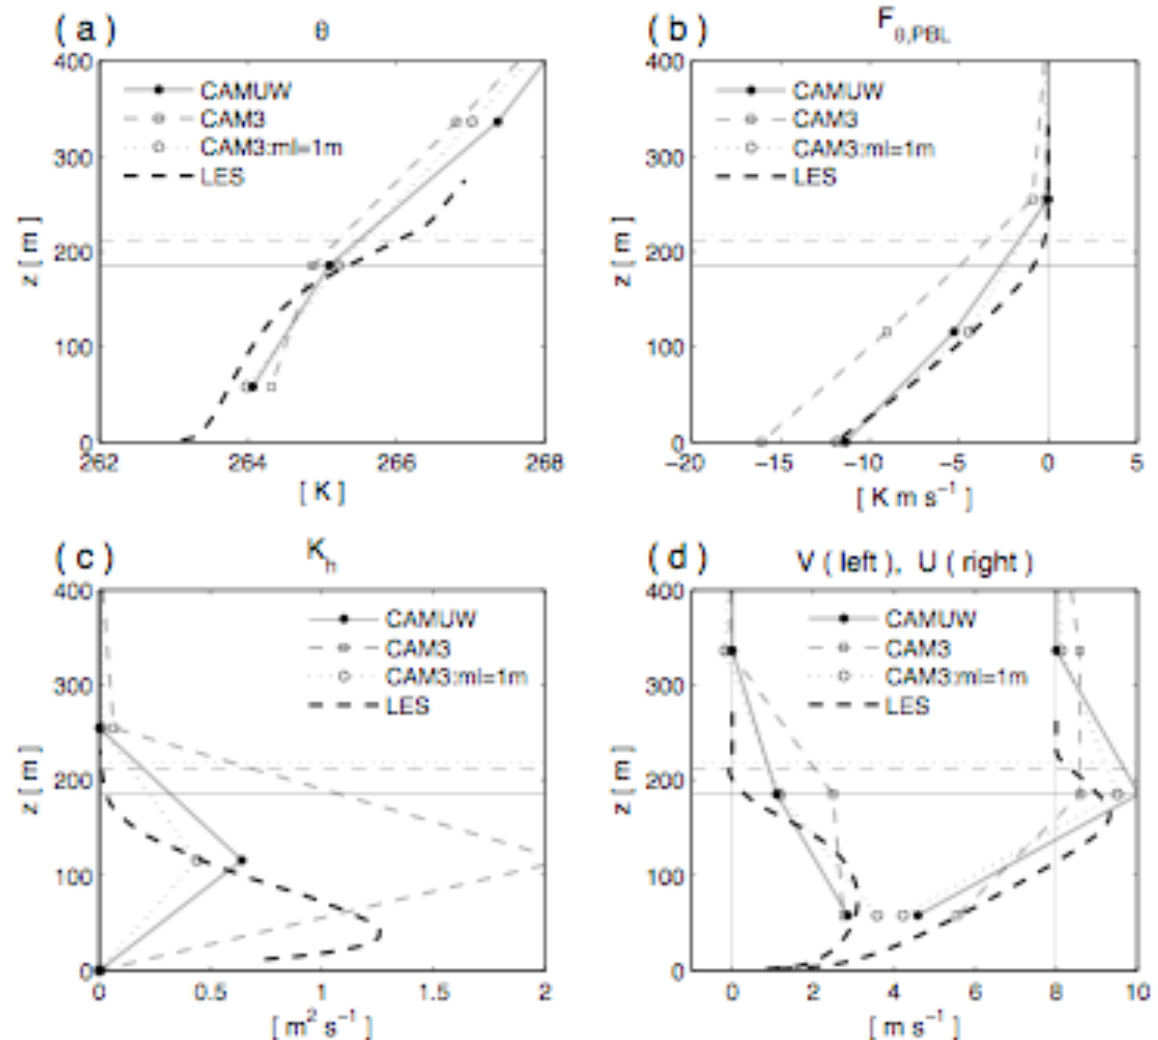 (a) θ
400
300
200
100
0
z [ m ]
CAMUW
CAM3
CAM3:ml=1m
LES
262 264 266 268
[ K ]
(b) F_θ,PBL
400
300
200
100
0
z [ m ]
CAMUW
CAM3
CAM3:ml=1m
LES
−20 −15 −10 −5 0 5
[ K m s⁻¹ ]
(c) K_h
400
300
200
100
0
z [ m ]
CAMUW
CAM3
CAM3:ml=1m
LES
0 0.5 1 1.5 2
[ m² s⁻¹ ]
(d) V ( left ), U ( right )
400
300
200
100
0
z [ m ]
CAMUW
CAM3
CAM3:ml=1m
LES
0 2 4 6 8 10
[ m s⁻¹ ]